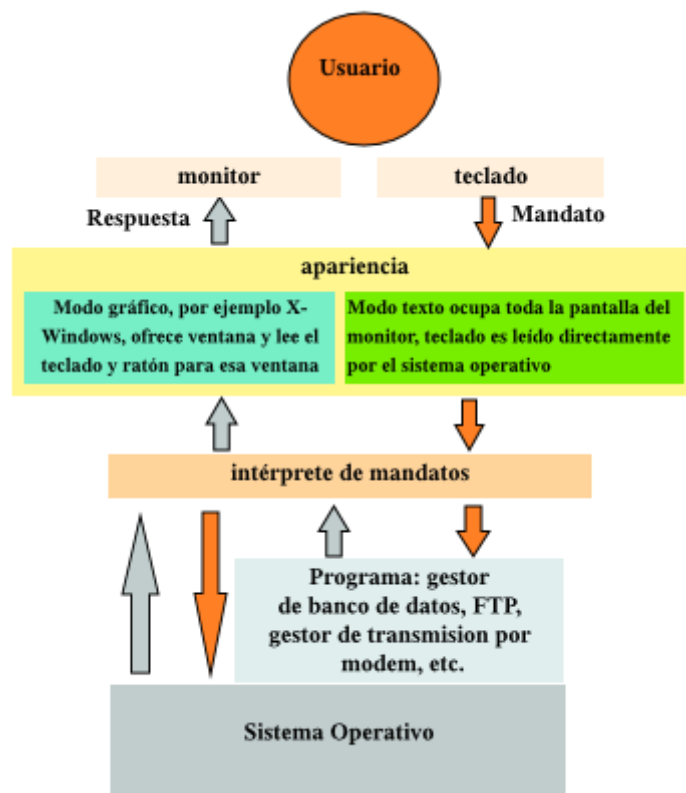 Usuario
monitor
teclado
Respuesta
Mandato
apariencia
Modo gráfico, por ejemplo X-
Windows, ofrece ventana y lee el
teclado y ratón para esa ventana
Modo texto ocupa toda la pantalla del
monitor, teclado es leído directamente
por el sistema operativo
intérprete de mandatos
Programa: gestor
de banco de datos, FTP,
gestor de transmision por
modem, etc.
Sistema Operativo